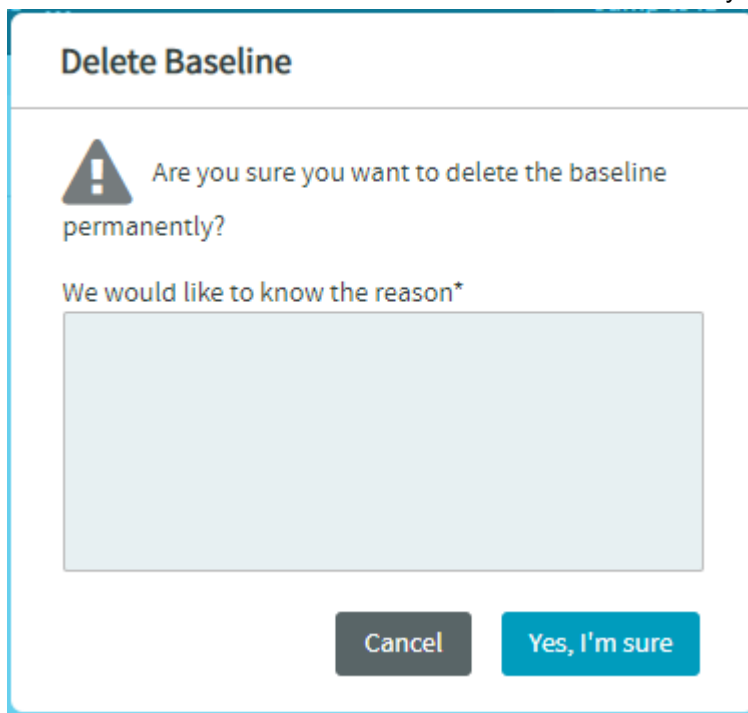 Delete Baseline
Are you sure you want to delete the baseline
permanently?
We would like to know the reason*
Cancel
Yes, I'm sure